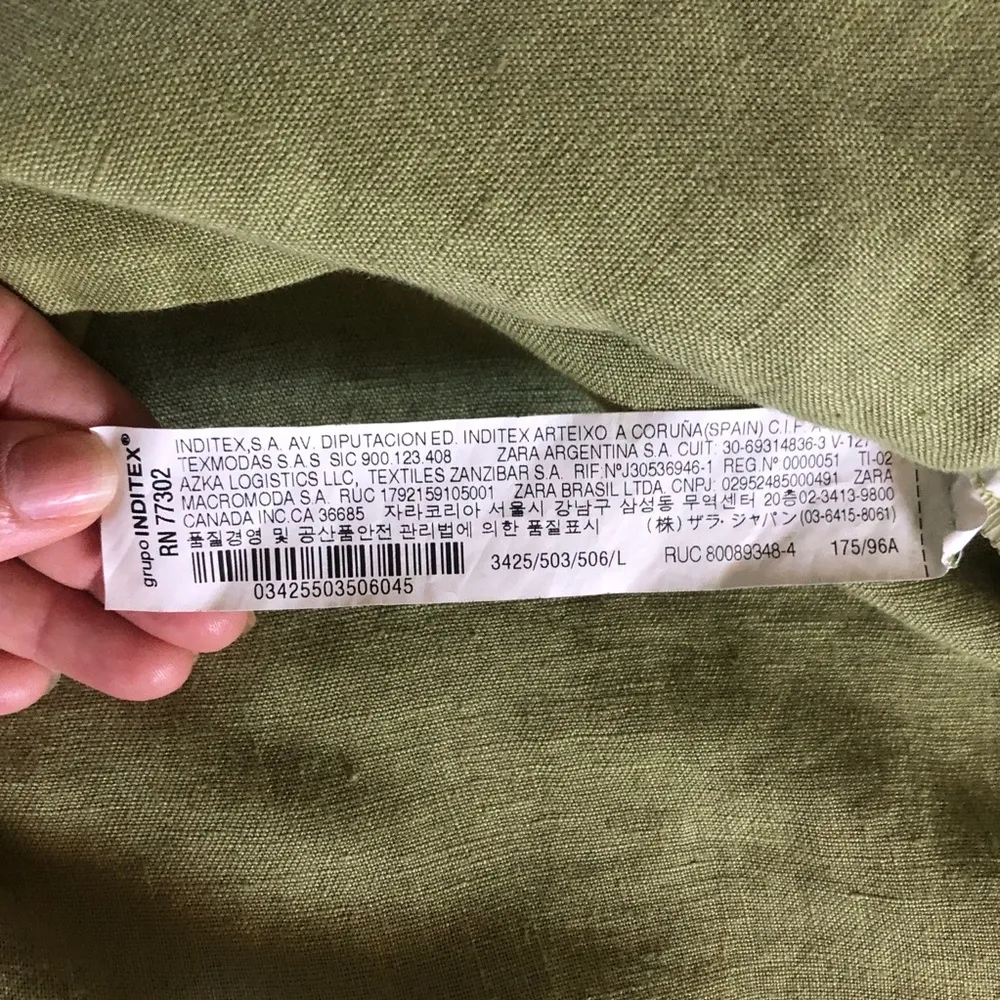 grupo INDITEX®
RN 77302
INDITEX,S.A. AV. DIPUTACION ED. INDITEX ARTEIXO A CORUÑA(SPAIN) C.I.F.
TEXMODAS S.A.S SIC 900.123.408 ZARA ARGENTINA S.A. CUIT: 30-69314836-3
AZKA LOGISTICS LLC, TEXTILES ZANZIBAR S.A. RIF.NºJ30536946-1 REG.Nº 0000051 TI-02
MACROMODA S.A. RUC 1792159105001 ZARA BRASIL LTDA. CNPJ: 02952485000491 ZARA
CANADA INC.CA 36685 자라코리아 서울시 강남구 삼성동 무역센터 20층02-3413-9800
품질경영 및 공산품안전 관리법에 의한 품질표시 (株) ザラ・ジャパン(03-6415-8061)
03425503506045 3425/503/506/L RUC 80089348-4 175/96A